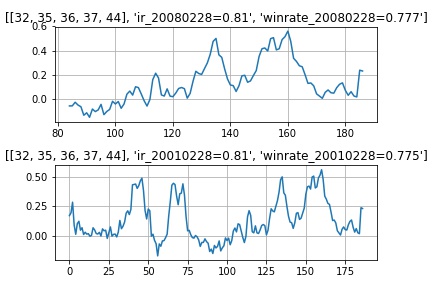 [[32, 35, 36, 37, 44], 'ir_20080228=0.81', 'winrate_20080228=0.777']
0.6
0.4
0.2
0.0
80 100 120 140 160 180
[[32, 35, 36, 37, 44], 'ir_20010228=0.81', 'winrate_20010228=0.775']
0.50
0.25
0.00
0 25 50 75 100 125 150 175